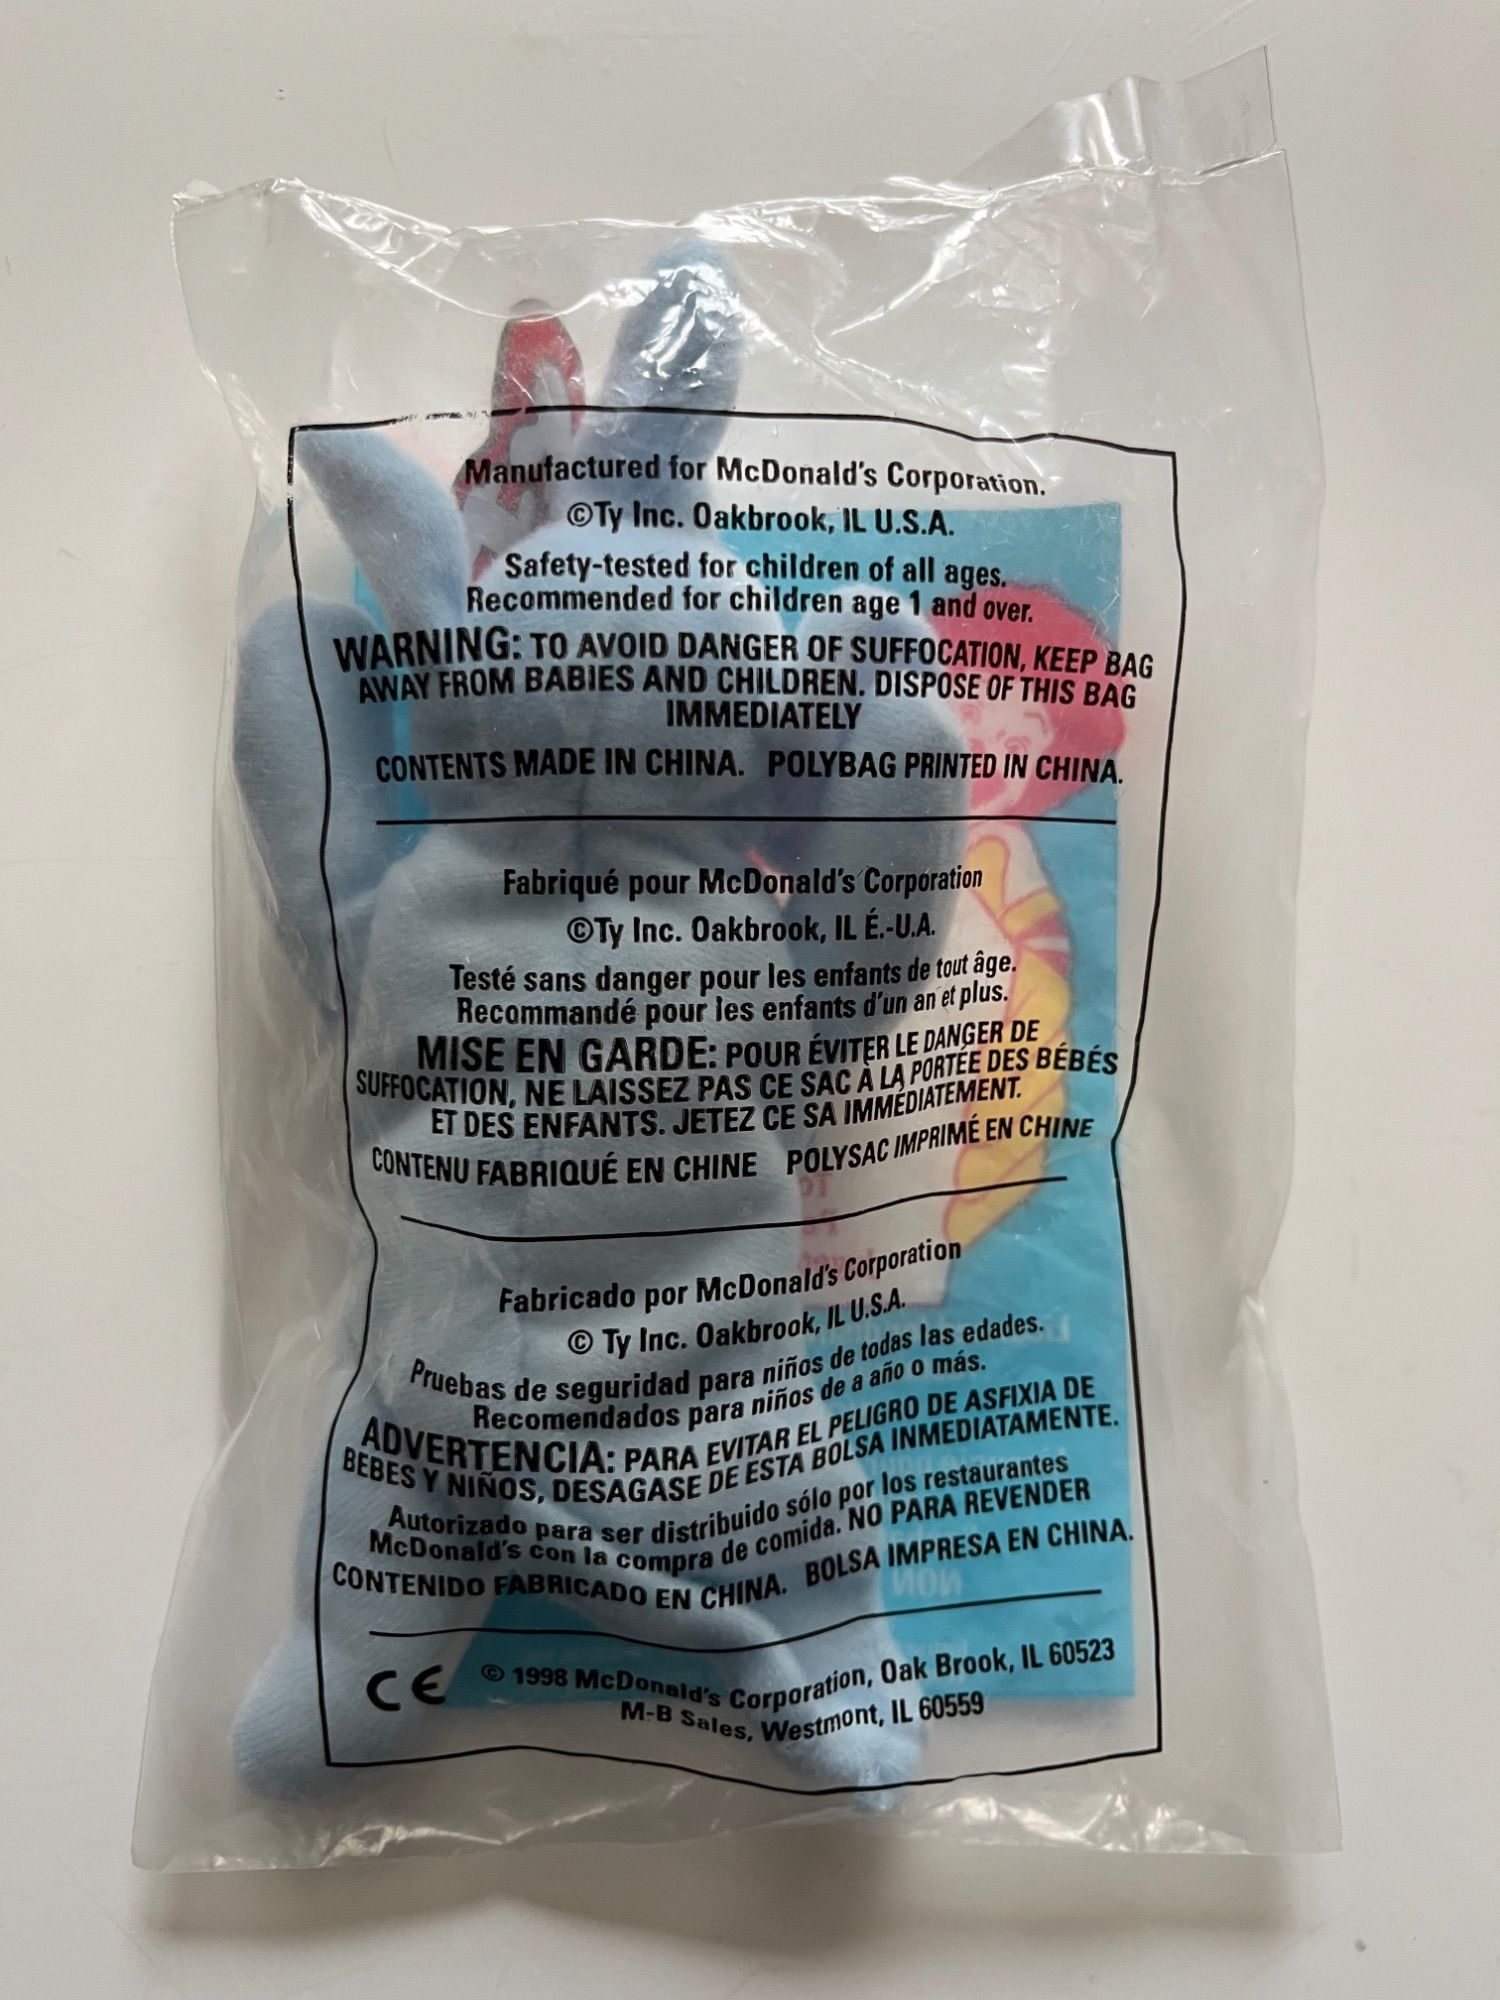 Manufactured for McDonald's Corporation.
©Ty Inc. Oakbrook, IL U.S.A.
Safety-tested for children of all ages.
Recommended for children age 1 and over.
WARNING: TO AVOID DANGER OF SUFFOCATION, KEEP BAG
AWAY FROM BABIES AND CHILDREN. DISPOSE OF THIS BAG
IMMEDIATELY
CONTENTS MADE IN CHINA. POLYBAG PRINTED IN CHINA.
Fabriqué pour McDonald's Corporation
©Ty Inc. Oakbrook, IL É.-U.A.
Testé sans danger pour les enfants de tout âge.
Recommandé pour les enfants d'un an et plus.
MISE EN GARDE: POUR ÉVITER LE DANGER DE
SUFFOCATION, NE LAISSEZ PAS CE SAC À LA PORTÉE DES BÉBÉS
ET DES ENFANTS. JETEZ CE SA IMMÉDIATEMENT.
CONTENU FABRIQUÉ EN CHINE POLYSAC IMPRIMÉ EN CHINE
Fabricado por McDonald's Corporation
© Ty Inc. Oakbrook, IL U.S.A.
Pruebas de seguridad para niños de todas las edades.
Recomendados para niños de a año o más.
ADVERTENCIA: PARA EVITAR EL PELIGRO DE ASFIXIA DE
BEBES Y NIÑOS, DESAGASE DE ESTA BOLSA INMEDIATAMENTE.
Autorizado para ser distribuido sólo por los restaurantes
McDonald's con la compra de comida. NO PARA REVENDER
CONTENIDO FABRICADO EN CHINA. BOLSA IMPRESA EN CHINA.
CE © 1998 McDonald's Corporation, Oak Brook, IL 60523
M-B Sales, Westmont, IL 60559